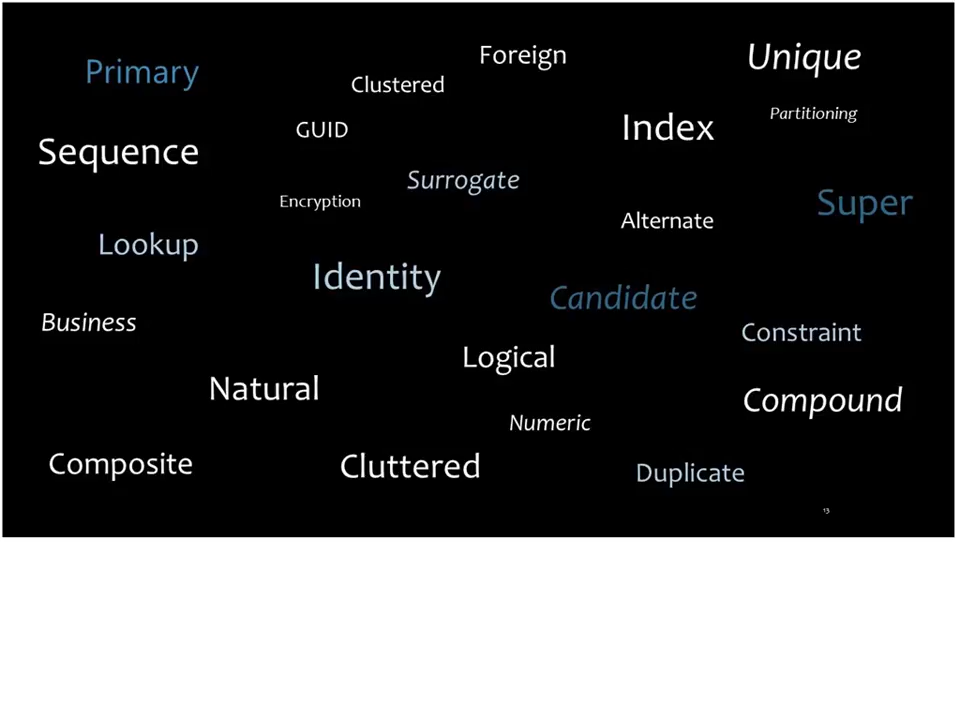 Foreign
Unique
Primary
Clustered
Partitioning
GUID
Index
Sequence
Surrogate
Encryption
Super
Alternate
Lookup
Identity
Candidate
Business
Constraint
Logical
Natural
Compound
Numeric
Composite
Cluttered
Duplicate
13